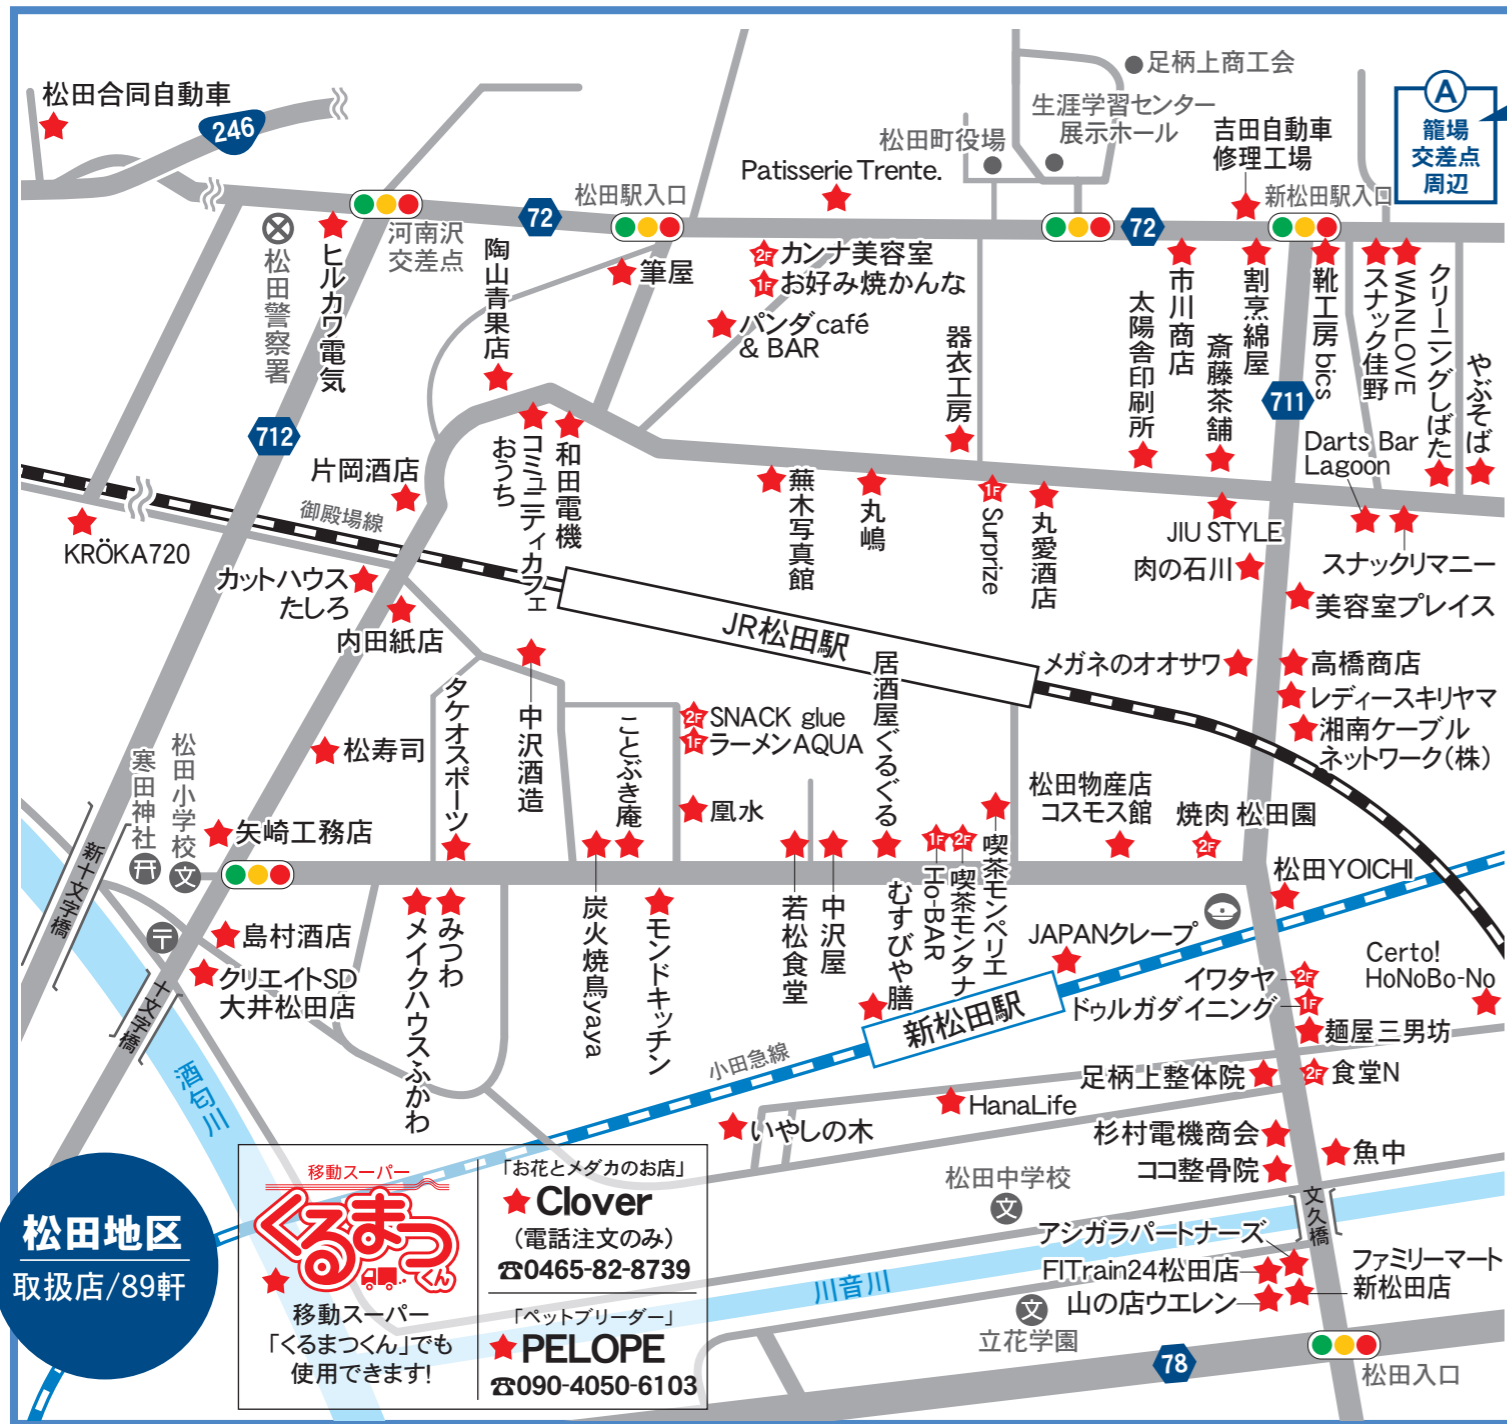 松田合同自動車
246
足柄上商工会
生涯学習センター
展示ホール
松田町役場
吉田自動車
修理工場
A
籠場
交差点
周辺
Patisserie Trente.
松田駅入口
新松田駅入口
72
72
河南沢
交差点
松田警察署
ヒルカワ電気
陶山青果店
筆屋
2F カンナ美容室
1F お好み焼かんな
パンダcafé
& BAR
器衣工房
太陽舎印刷所
市川商店
斎藤茶舗
割烹綿屋
靴工房 bics
スナック佳野
WANLOVE
クリーニングしばた
やぶそば
712
711
Darts Bar
Lagoon
片岡酒店
コミュニティカフェ
おうち
和田電機
蕪木写真館
丸嶋
1F Surprize
丸愛酒店
御殿場線
KRÖKA720
JIU STYLE
肉の石川
スナックリマニー
美容室プレイス
カットハウス
たしろ
内田紙店
JR松田駅
メガネのオオサワ
高橋商店
レディースキリヤマ
湘南ケーブル
ネットワーク(株)
タケオスポーツ
中沢酒造
ことぶき庵
2F SNACK glue
1F ラーメンAQUA
居酒屋ぐるぐる
松寿司
松田小学校
寒田神社
文
矢崎工務店
凰水
松田物産店
コスモス館
焼肉 松田園
2F
新十文字橋
松田YOICHI
島村酒店
クリエイトSD
大井松田店
十文字橋
メイクハウスふかわ
みつわ
炭火焼鳥yaya
モンドキッチン
若松食堂
中沢屋
むすびや膳
1F Ho-BAR
2F 喫茶モンタナ
喫茶モンペリエ
JAPANクレープ
新松田駅
小田急線
Certo!
HoNoBo-No
イワタヤ 2F
ドゥルガダイニング 1F
麺屋三男坊
足柄上整体院
2F 食堂N
HanaLife
いやしの木
杉村電機商会
ココ整骨院
魚中
松田中学校
文
文久橋
酒匂川
川音川
アシガラパートナーズ
FITrain24松田店
山の店ウエレン
ファミリーマート
新松田店
文
立花学園
78
松田入口
松田地区
取扱店/89軒
移動スーパー
くるまつくん
移動スーパー
「くるまつくん」でも
使用できます!
「お花とメダカのお店」
Clover
(電話注文のみ)
☎0465-82-8739
「ペットブリーダー」
PELOPE
☎090-4050-6103